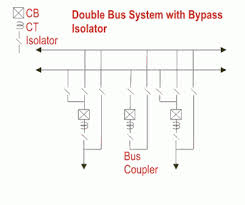 Double Bus System with Bypass
Isolator
CB
CT
Isolator
Bus
Coupler